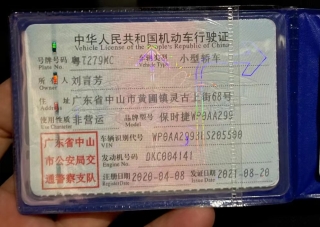 中华人民共和国机动车行驶证
Vehicle License of the People's Republic of China
号牌号码 粤T279MC 车辆类型 小型轿车
Plate No. Vehicle Type
所有人 刘育芳
Owner
住址 广东省中山市黄圃镇灵古上街68号
Address
使用性质 非营运 品牌型号 保时捷WP0AA299
Use Character Model
广东省中山
市公安局交
通警察支队
车辆识别代号 WP0AA2993LS205590
VIN
发动机号码 DKC004141
Engine No.
注册日期 2020-04-08 发证日期 2021-08-20
Register Date Issue Date